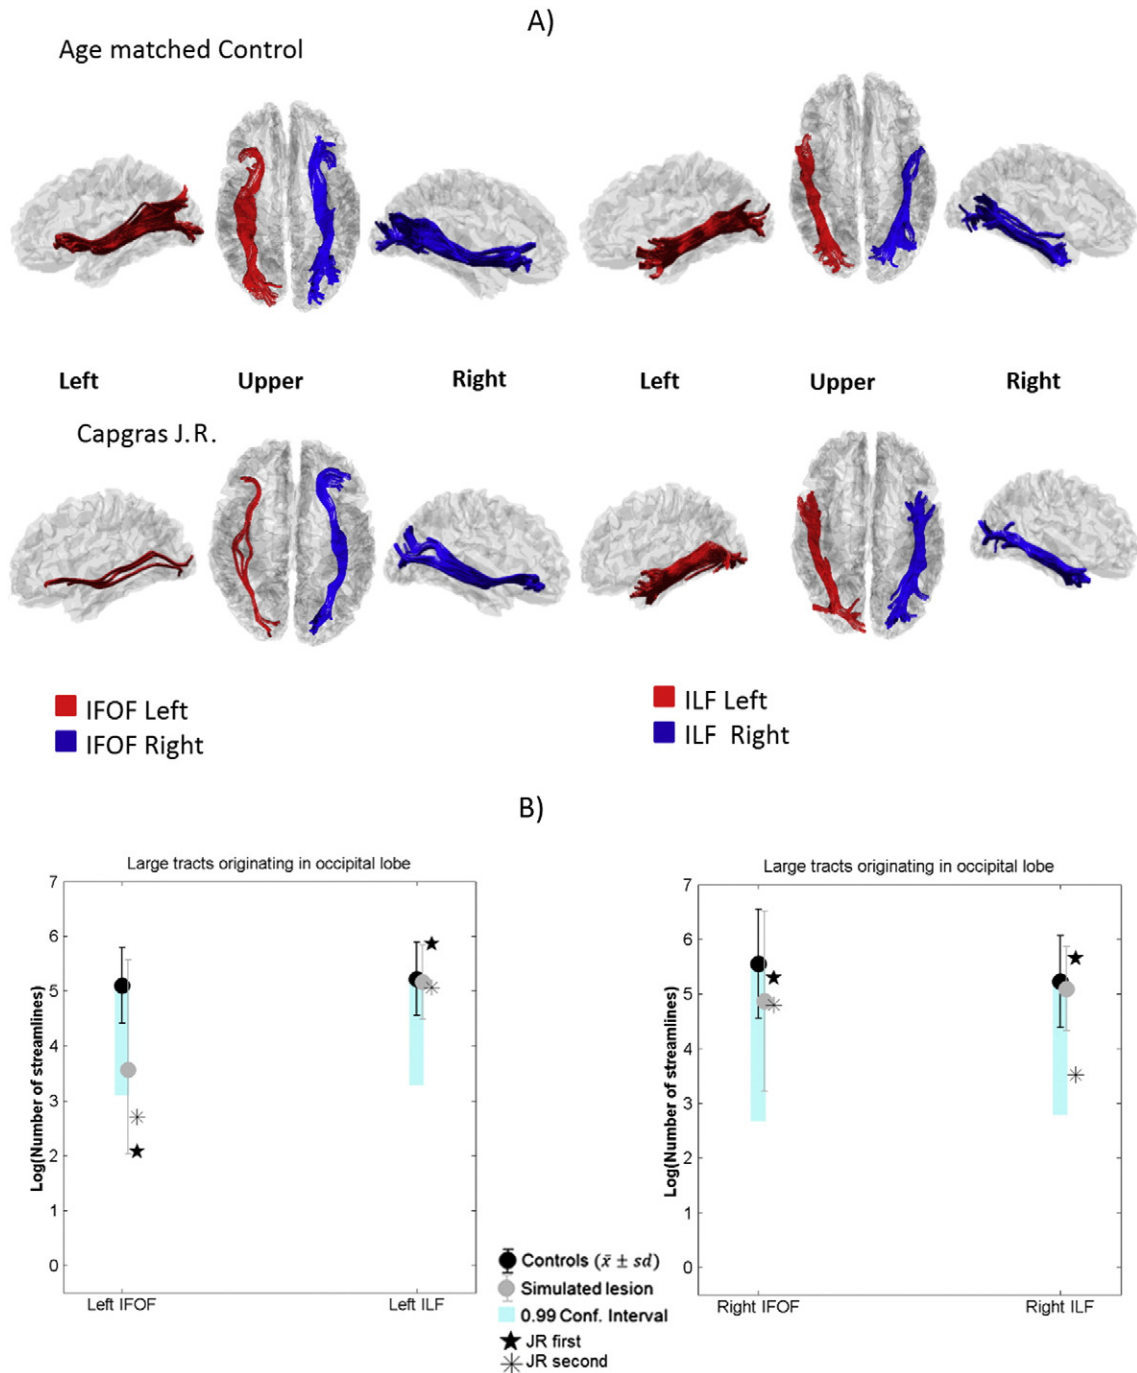 A)
Age matched Control
Left Upper Right Left Upper Right
Capgras J.R.
IFOF Left
IFOF Right
ILF Left
ILF Right
B)
Large tracts originating in occipital lobe
7
6
5
4
3
2
1
0
Log(Number of streamlines)
Left IFOF
Left ILF
Large tracts originating in occipital lobe
7
6
5
4
3
2
1
0
Log(Number of streamlines)
Right IFOF
Right ILF
Controls (x̄ ± sd)
Simulated lesion
0.99 Conf. Interval
JR first
JR second